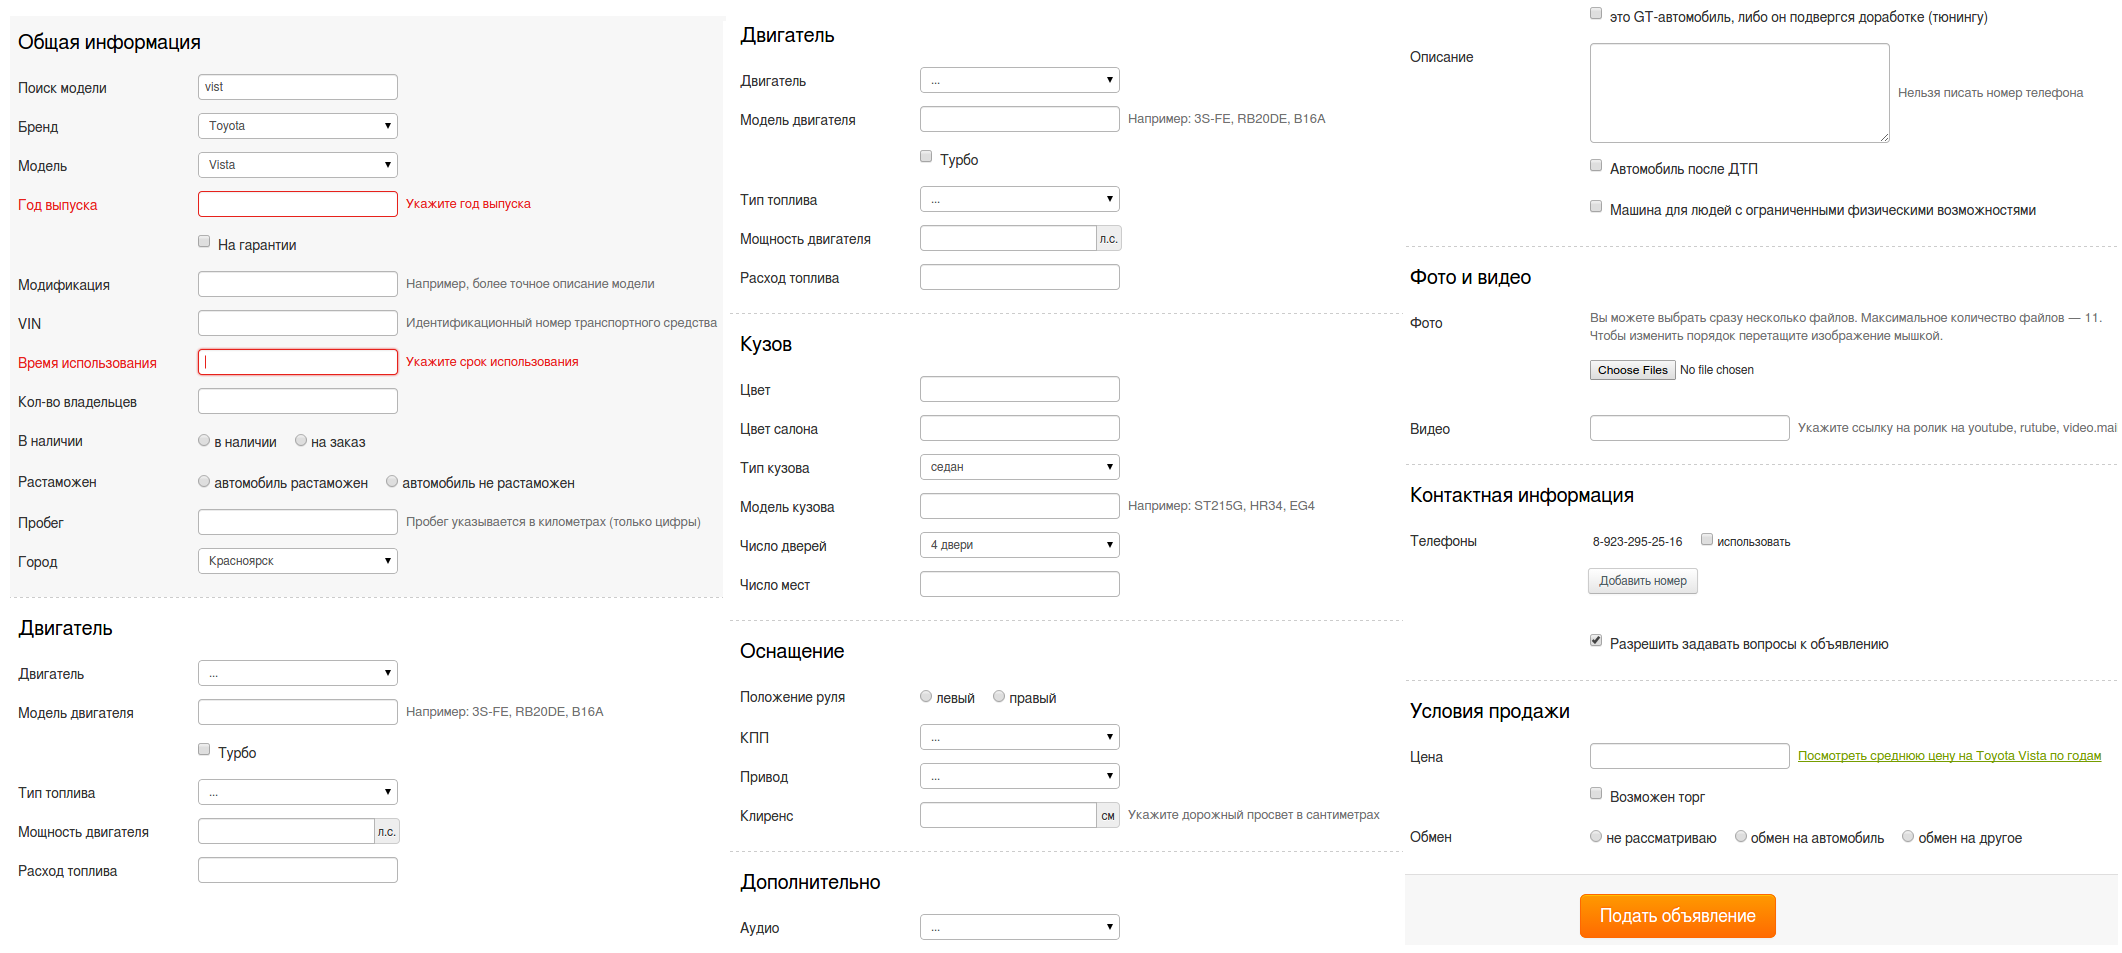 Общая информация
Поиск модели vist
Бренд Toyota
Модель Vista
Год выпуска Укажите год выпуска
На гарантии
Модификация Например, более точное описание модели
VIN Идентификационный номер транспортного средства
Время использования Укажите срок использования
Кол-во владельцев
В наличии в наличии на заказ
Растаможен автомобиль растаможен автомобиль не растаможен
Пробег Пробег указывается в километрах (только цифры)
Город Красноярск
Двигатель
Двигатель ...
Модель двигателя Например: 3S-FE, RB20DE, B16A
Турбо
Тип топлива ...
Мощность двигателя л.с.
Расход топлива
Двигатель
Двигатель ...
Модель двигателя Например: 3S-FE, RB20DE, B16A
Турбо
Тип топлива ...
Мощность двигателя л.с.
Расход топлива
Кузов
Цвет
Цвет салона
Тип кузова седан
Модель кузова Например: ST215G, HR34, EG4
Число дверей 4 двери
Число мест
Оснащение
Положение руля левый правый
КПП ...
Привод ...
Клиренс см Укажите дорожный просвет в сантиметрах
Дополнительно
Аудио ...
это GT-автомобиль, либо он подвергся доработке (тюнингу)
Описание Нельзя писать номер телефона
Автомобиль после ДТП
Машина для людей с ограниченными физическими возможностями
Фото и видео
Фото Вы можете выбрать сразу несколько файлов. Максимальное количество файлов — 11.
Чтобы изменить порядок перетащите изображение мышкой.
Choose Files No file chosen
Видео Укажите ссылку на ролик на youtube, rutube, video.mai
Контактная информация
Телефоны 8-923-295-25-16 использовать
Добавить номер
Разрешить задавать вопросы к объявлению
Условия продажи
Цена Посмотреть среднюю цену на Toyota Vista по годам
Возможен торг
Обмен не рассматриваю обмен на автомобиль обмен на другое
Подать объявление